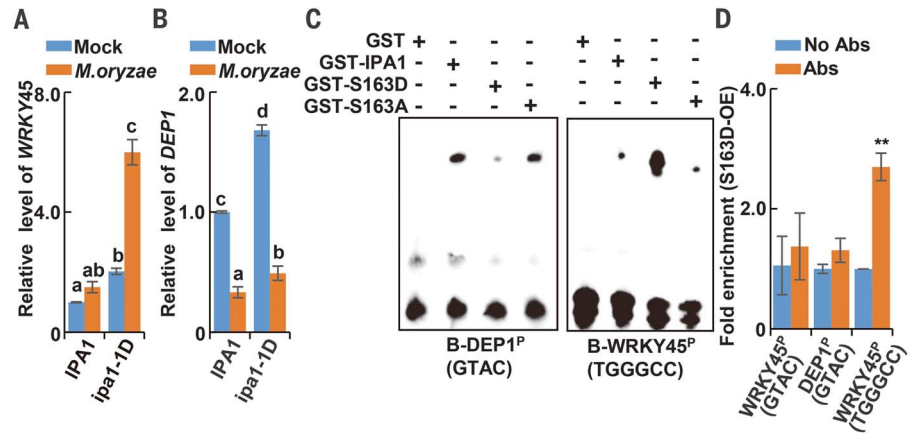 A
Mock
M.oryzae
Relative level of WRKY45
8.0
4.0
0
a
ab
b
c
IPA1
ipa1-1D
B
Mock
M.oryzae
Relative level of DEP1
2.0
1.0
0
c
a
d
b
IPA1
ipa1-1D
C
GST + - - - + - - -
GST-IPA1 - + - - - + - -
GST-S163D - - + - - - + -
GST-S163A - - - + - - - +
B-DEP1ᴾ
(GTAC)
B-WRKY45ᴾ
(TGGGCC)
D
No Abs
Abs
Fold enrichment (S163D-OE)
4.0
2.0
0
**
WRKY45ᴾ
(GTAC)
DEP1ᴾ
(GTAC)
WRKY45ᴾ
(TGGGCC)